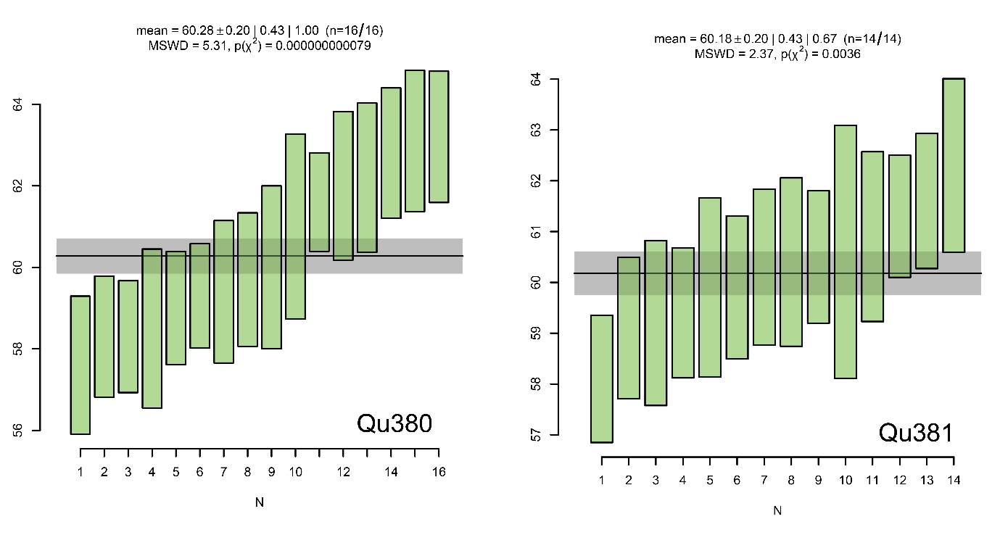 mean = 60.28 ± 0.20 | 0.43 | 1.00 (n=16/16)
MSWD = 5.31, p(χ²) = 0.000000000079
64
62
60
58
56
Qu380
1 2 3 4 5 6 7 8 9 10 12 14 16
N
mean = 60.18 ± 0.20 | 0.43 | 0.67 (n=14/14)
MSWD = 2.37, p(χ²) = 0.0036
64
63
62
61
60
59
58
57
Qu381
1 2 3 4 5 6 7 8 9 10 11 12 13 14
N